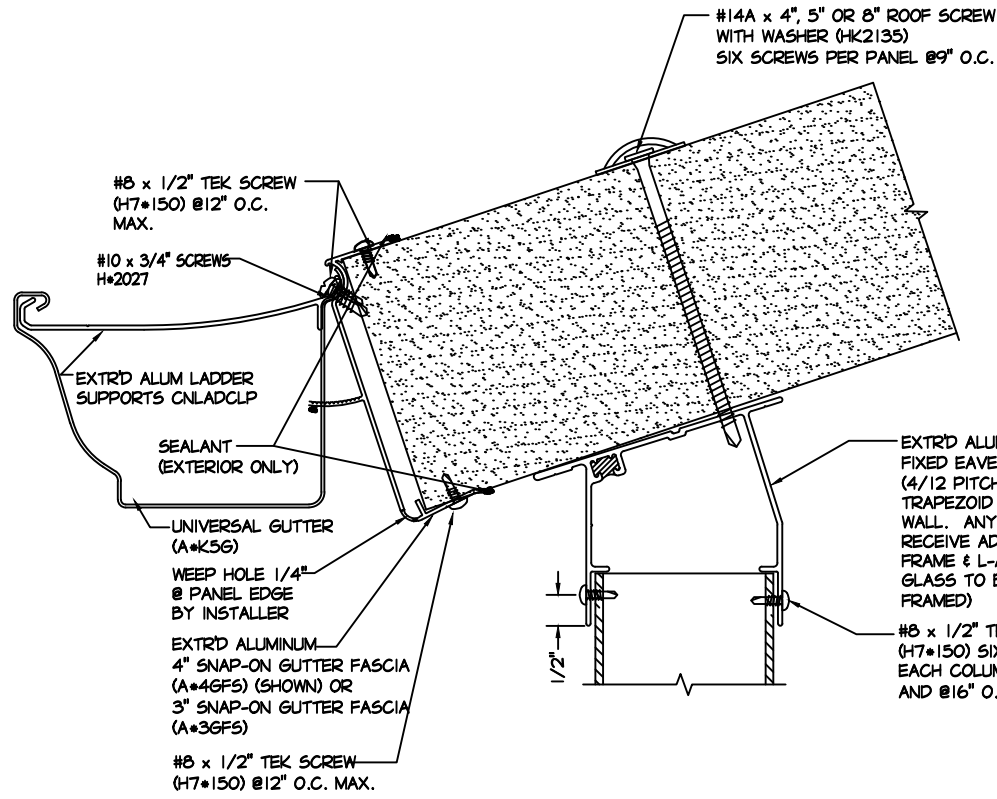 #14A x 4", 5" OR 8" ROOF SCREW
WITH WASHER (HK2135)
SIX SCREWS PER PANEL @9" O.C.
#8 x 1/2" TEK SCREW
(H7*150) @12" O.C.
MAX.
#10 x 3/4" SCREWS
H*2027
EXTR'D ALUM LADDER
SUPPORTS CNLADCLP
SEALANT
(EXTERIOR ONLY)
UNIVERSAL GUTTER
(A*K5G)
WEEP HOLE 1/4"
@ PANEL EDGE
BY INSTALLER
EXTR'D ALUMINUM
4" SNAP-ON GUTTER FASCIA
(A*4GFS) (SHOWN) OR
3" SNAP-ON GUTTER FASCIA
(A*3GFS)
#8 x 1/2" TEK SCREW
(H7*150) @12" O.C. MAX.
1/2"
EXTR'D ALU
FIXED EAVE
(4/12 PITCH
TRAPEZOID
WALL. ANY
RECEIVE AD
FRAME & L-A
GLASS TO B
FRAMED)
#8 x 1/2" TE
(H7*150) SIX
EACH COLUM
AND @16" O.